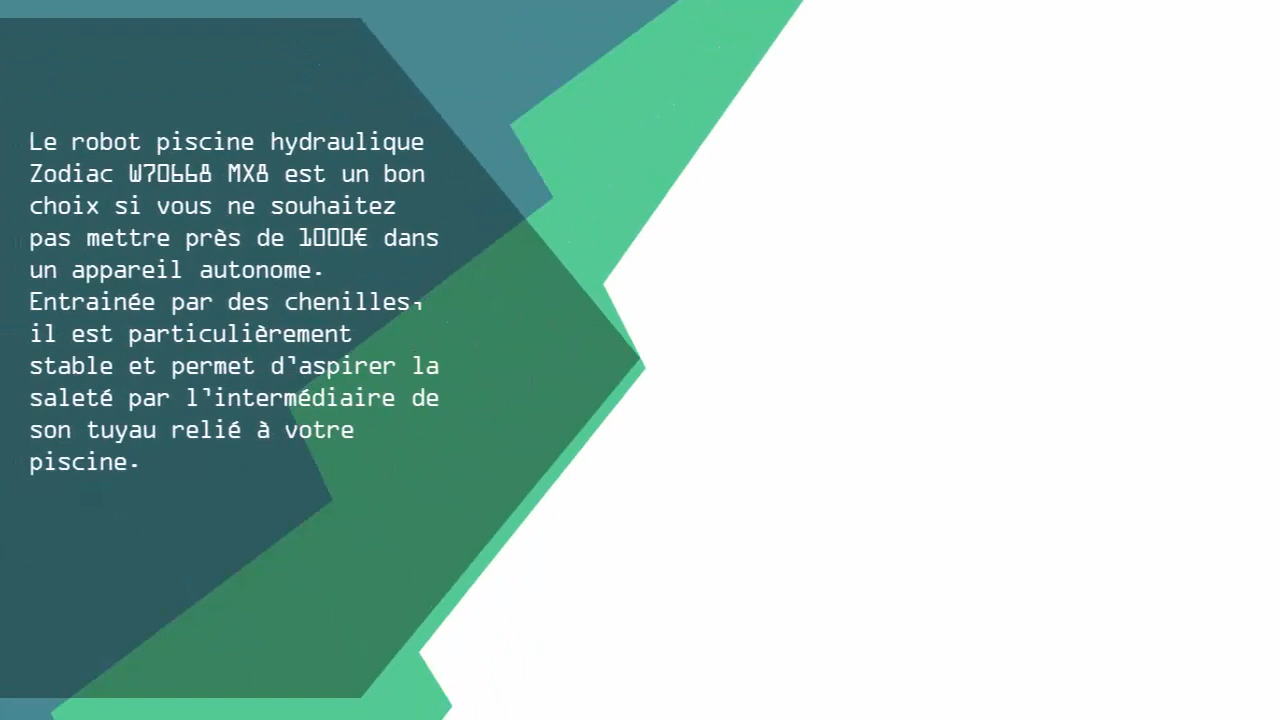 Le robot piscine hydraulique
Zodiac W70668 MX8 est un bon
choix si vous ne souhaitez
pas mettre près de 1000€ dans
un appareil autonome.
Entrainée par des chenilles,
il est particulièrement
stable et permet d'aspirer la
saleté par l'intermédiaire de
son tuyau relié à votre
piscine.